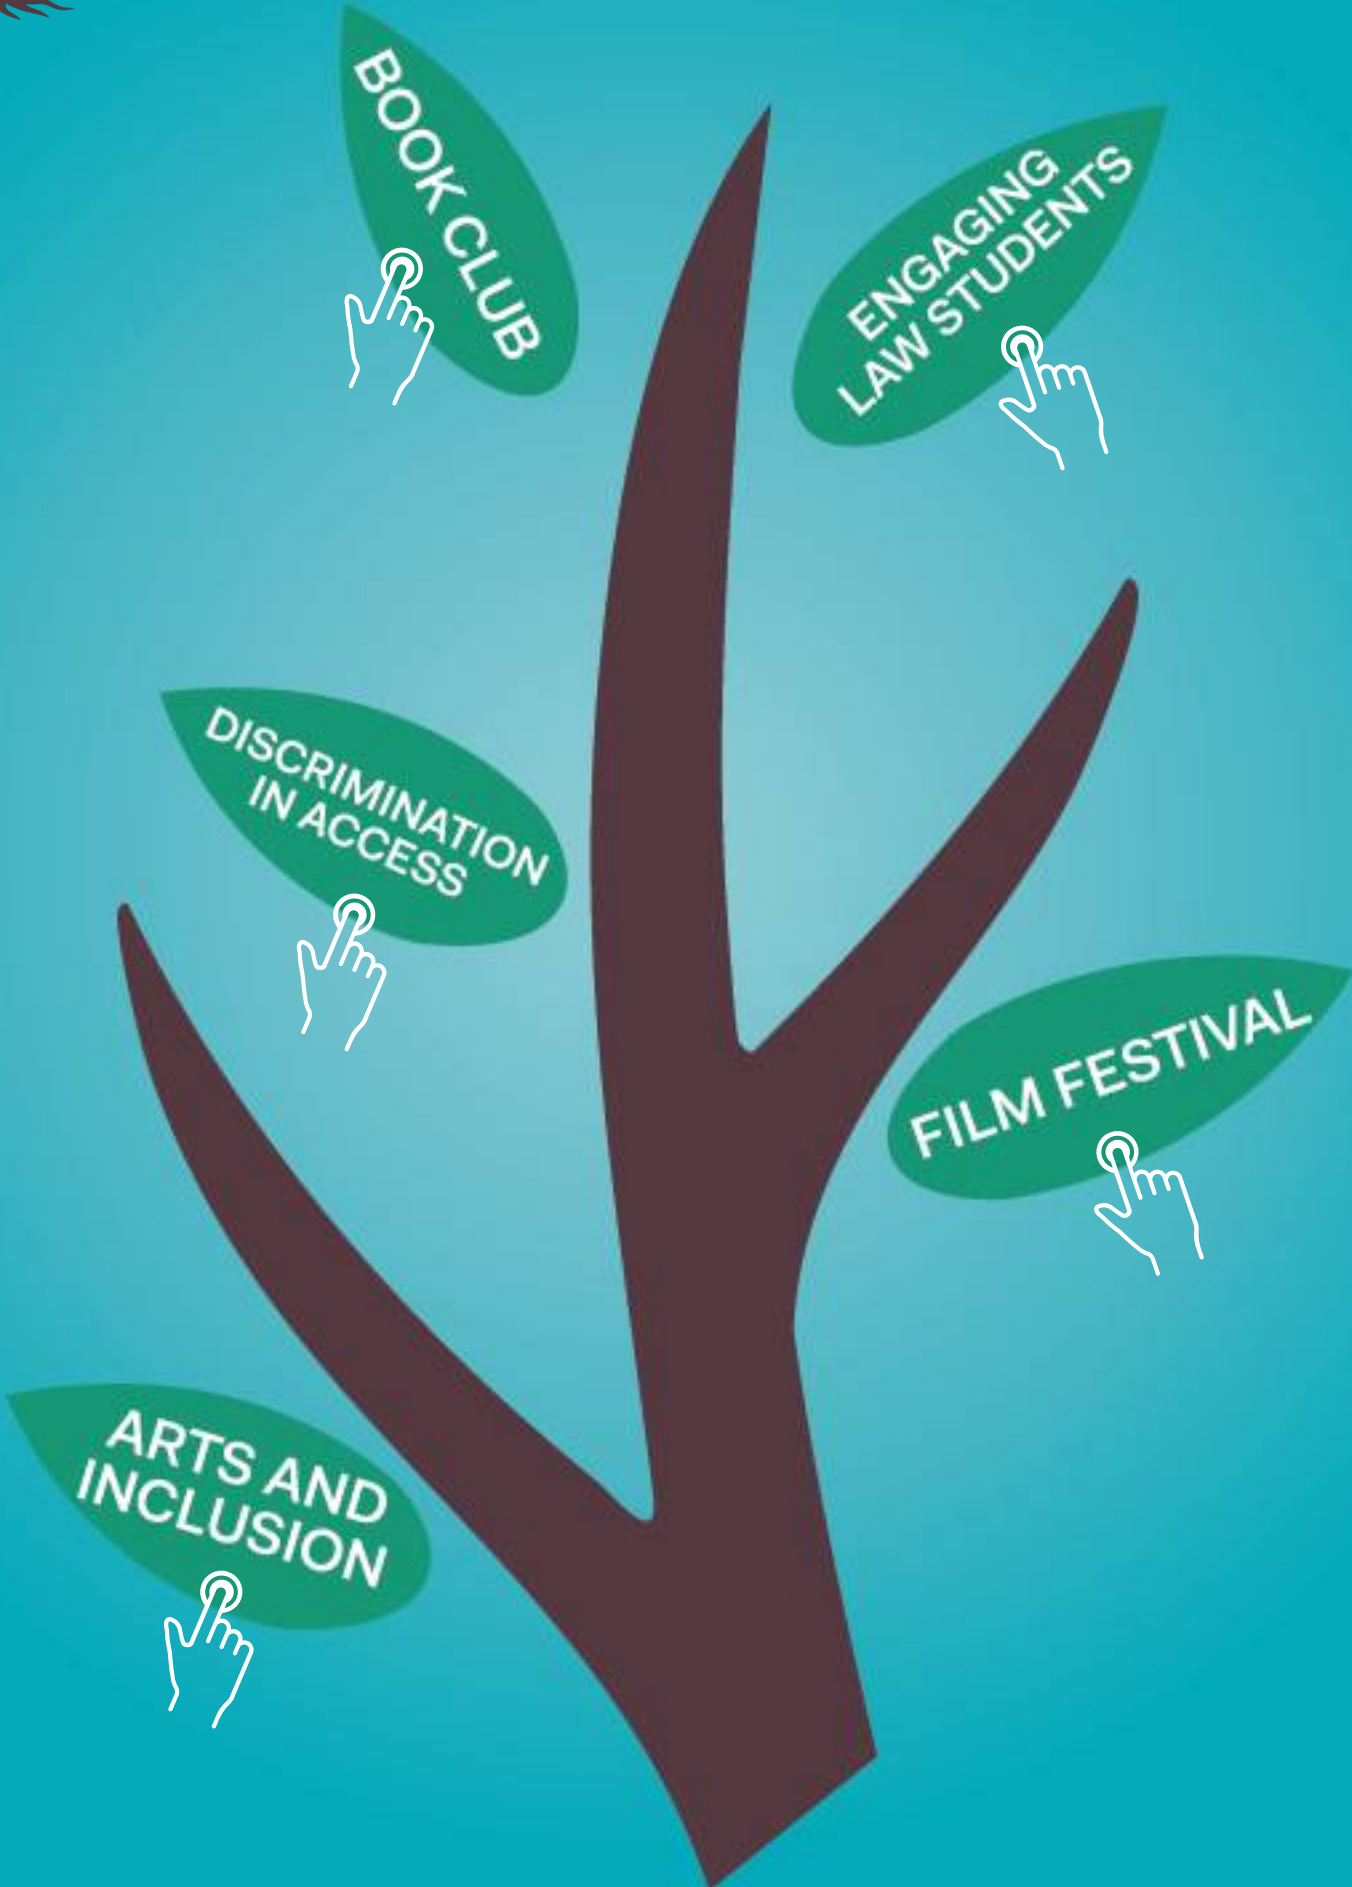 BOOK CLUB
ENGAGING
LAW STUDENTS
DISCRIMINATION
IN ACCESS
FILM FESTIVAL
ARTS AND
INCLUSION